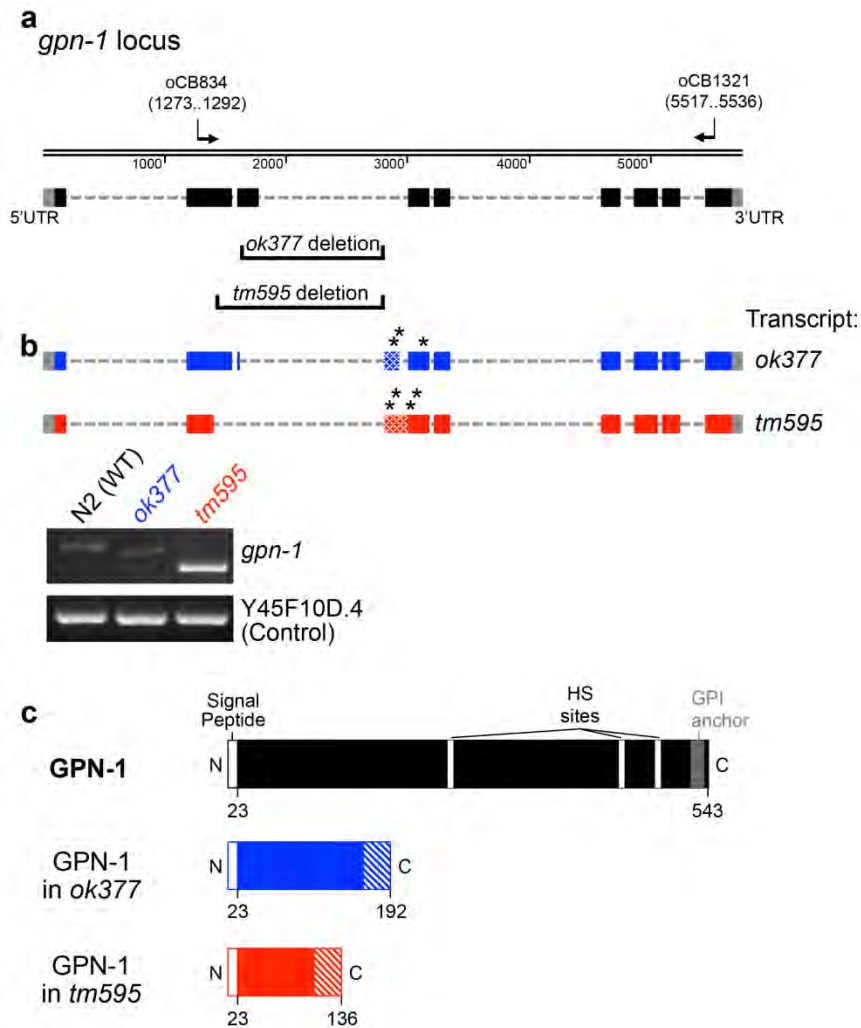 a
gpn-1 locus
oCB834
(1273..1292)
oCB1321
(5517..5536)
1000 2000 3000 4000 5000
5'UTR
3'UTR
ok377 deletion
tm595 deletion
b
Transcript:
* * *
ok377
* * * *
tm595
N2 (WT)
ok377
tm595
gpn-1
Y45F10D.4
(Control)
c
Signal
Peptide
HS
sites
GPI
anchor
GPN-1
N
C
23
543
GPN-1
in ok377
N
C
23
192
GPN-1
in tm595
N
C
23
136